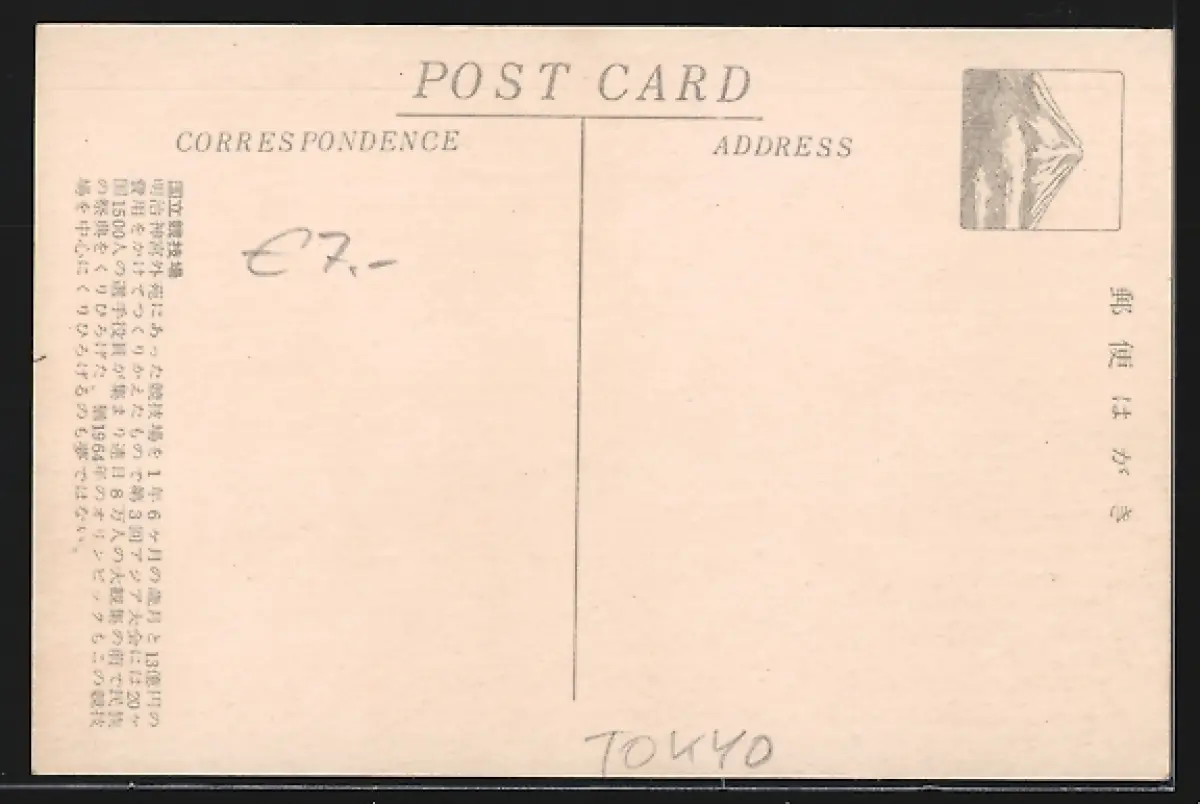 POST CARD
CORRESPONDENCE
ADDRESS
国立競技場
明治神宮外苑にあった競技場を1年6ヶ月の歳月と13億円の
費用をかけてつくりかえたもので第3回アジア大会には20ヶ
国1500人の選手役員が集まり連日8万人の大観集の前で民族
の祭典をくりひろげた、猶1964年のオリンピックもこの競技
場を中心にくりひろげるのも夢ではない。
€7.-
郵便はがき
TOKYO